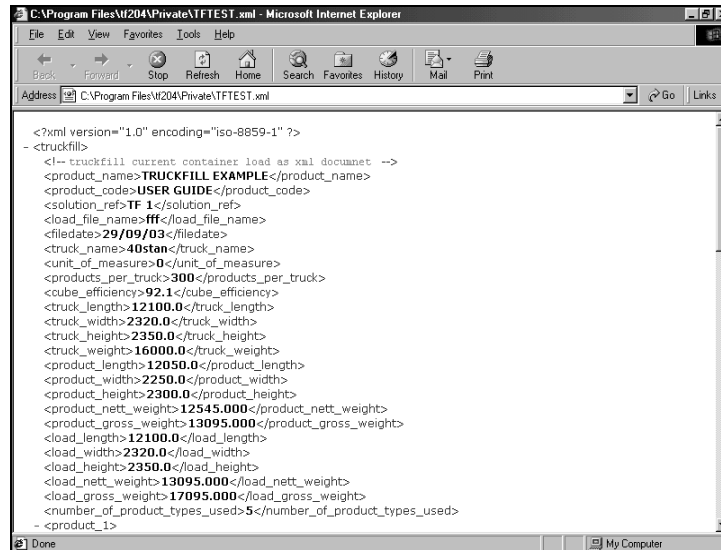 C:\Program Files\tf204\Private\TFTEST.xml - Microsoft Internet Explorer
File Edit View Favorites Tools Help
Back Forward Stop Refresh Home Search Favorites History Mail Print
Address C:\Program Files\tf204\Private\TFTEST.xml Go Links
<?xml version="1.0" encoding="iso-8859-1" ?>
- <truckfill>
<!-- truckfill current container load as xml documnet -->
<product_name>TRUCKFILL EXAMPLE</product_name>
<product_code>USER GUIDE</product_code>
<solution_ref>TF 1</solution_ref>
<load_file_name>fff</load_file_name>
<filedate>29/09/03</filedate>
<truck_name>40stan</truck_name>
<unit_of_measure>0</unit_of_measure>
<products_per_truck>300</products_per_truck>
<cube_efficiency>92.1</cube_efficiency>
<truck_length>12100.0</truck_length>
<truck_width>2320.0</truck_width>
<truck_height>2350.0</truck_height>
<truck_weight>16000.0</truck_weight>
<product_length>12050.0</product_length>
<product_width>2250.0</product_width>
<product_height>2300.0</product_height>
<product_nett_weight>12545.000</product_nett_weight>
<product_gross_weight>13095.000</product_gross_weight>
<load_length>12100.0</load_length>
<load_width>2320.0</load_width>
<load_height>2350.0</load_height>
<load_nett_weight>13095.000</load_nett_weight>
<load_gross_weight>17095.000</load_gross_weight>
<number_of_product_types_used>5</number_of_product_types_used>
- <product_1>
Done My Computer